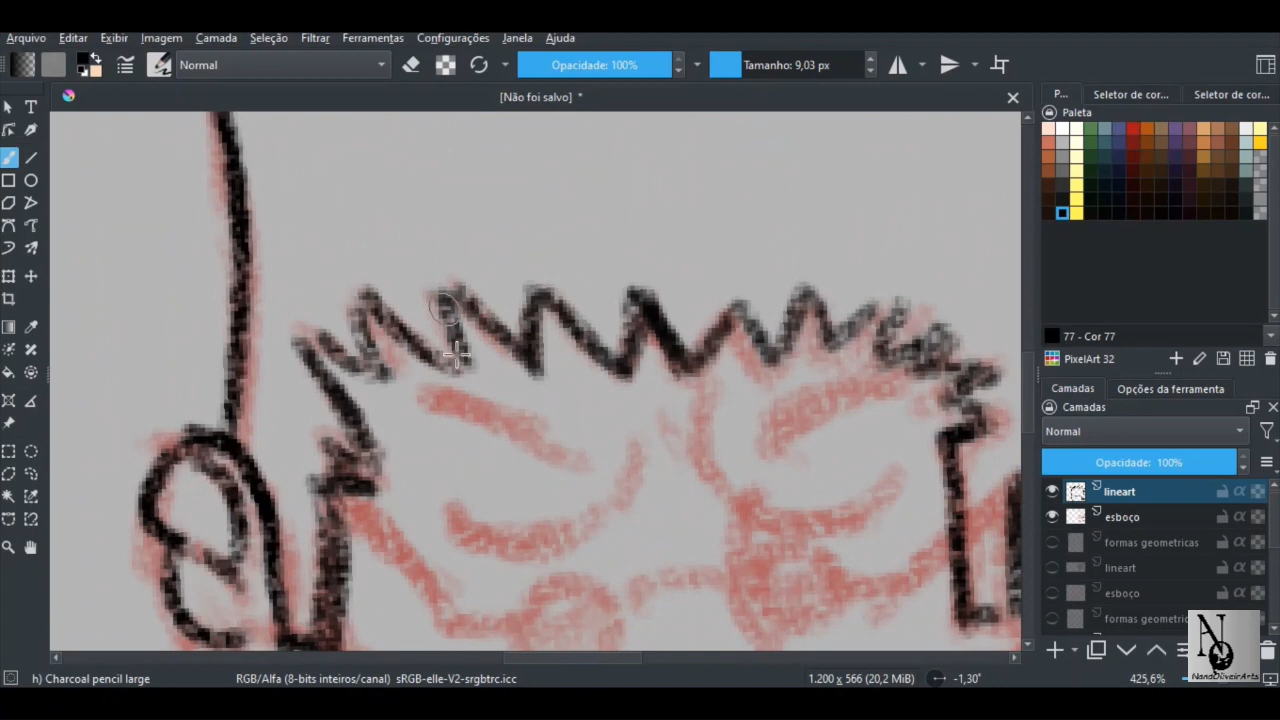 Arquivo Editar Exibir Imagem Camada Seleção Filtrar Ferramentas Configurações Janela Ajuda
Normal Opacidade: 100% Tamanho: 9,03 px
[Não foi salvo] *
P... Seletor de cor... Seletor de cor...
Paleta
77 - Cor 77
PixelArt 32
Camadas Opções da ferramenta
Camadas
Normal
Opacidade: 100%
lineart
esboço
formas geometricas
lineart
esboço
formas geometri
NandOliveirArts
h) Charcoal pencil large RGB/Alfa (8-bits inteiros/canal) sRGB-elle-V2-srgbtrc.icc 1.200 x 566 (20,2 MiB) -1,30° 425,6%